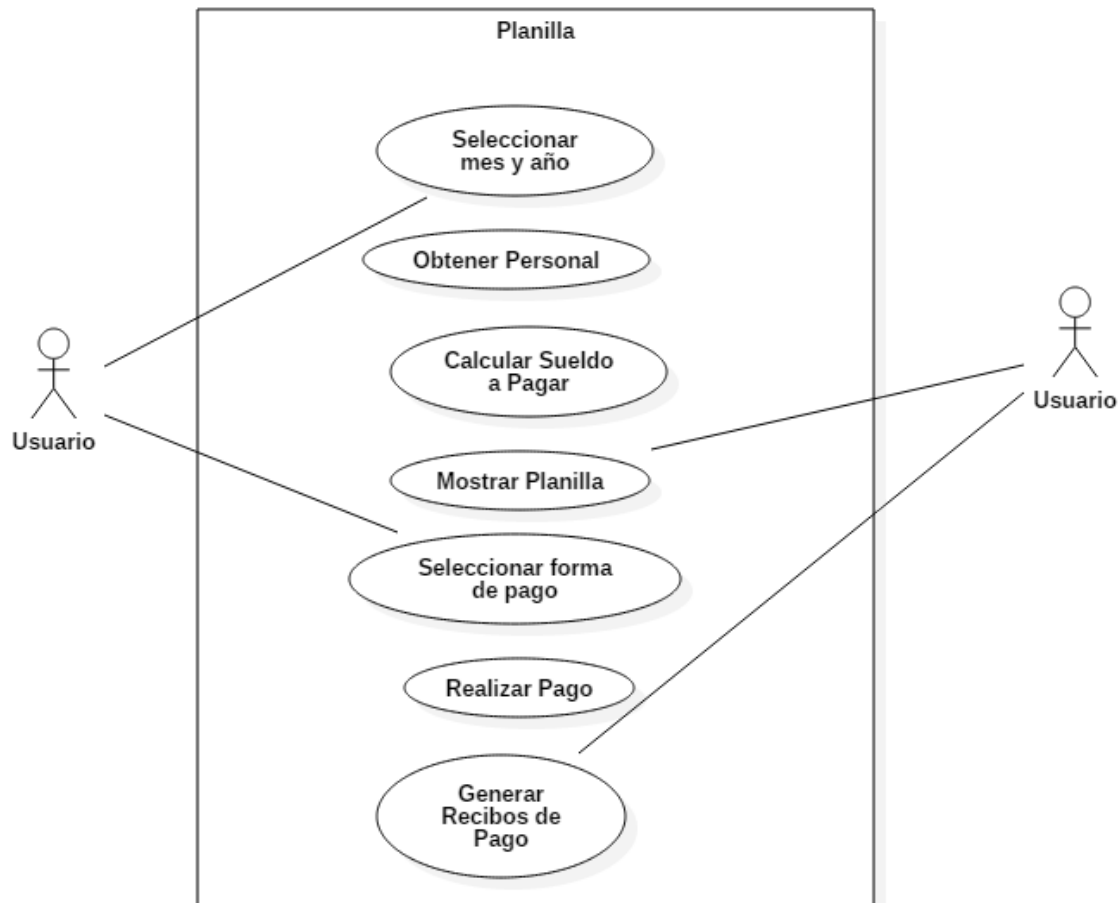 Planilla
Seleccionar
mes y año
Obtener Personal
Calcular Sueldo
a Pagar
Usuario
Usuario
Mostrar Planilla
Seleccionar forma
de pago
Realizar Pago
Generar
Recibos de
Pago